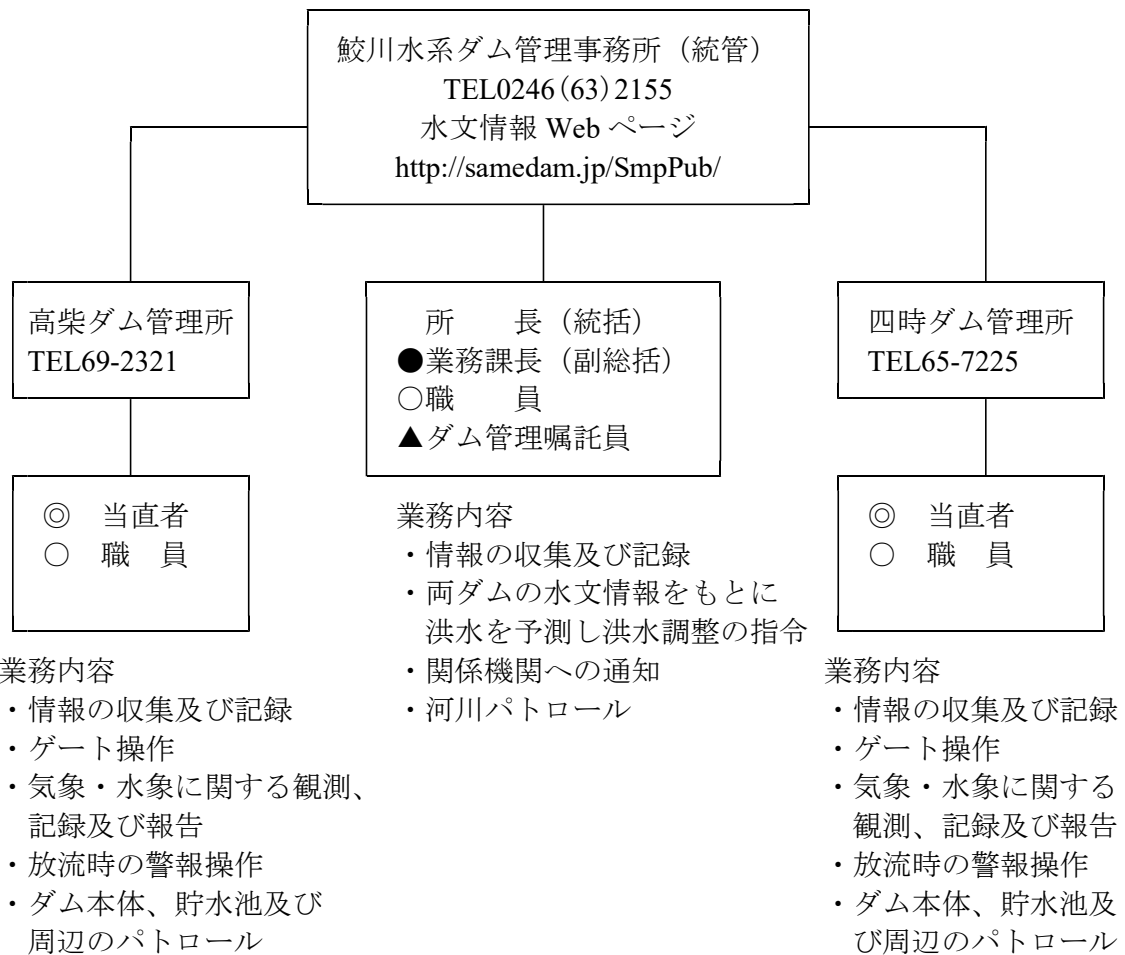 鮫川水系ダム管理事務所（統管）
TEL0246(63)2155
水文情報 Web ページ
http://samedam.jp/SmpPub/
高柴ダム管理所
TEL69-2321
所　　長（統括）
●業務課長（副総括）
○職　　員
▲ダム管理嘱託員
四時ダム管理所
TEL65-7225
◎　当直者
○　職　員
業務内容
・情報の収集及び記録
・ゲート操作
・気象・水象に関する観測、
記録及び報告
・放流時の警報操作
・ダム本体、貯水池及び
周辺のパトロール
業務内容
・情報の収集及び記録
・両ダムの水文情報をもとに
洪水を予測し洪水調整の指令
・関係機関への通知
・河川パトロール
◎　当直者
○　職　員
業務内容
・情報の収集及び記録
・ゲート操作
・気象・水象に関する
観測、記録及び報告
・放流時の警報操作
・ダム本体、貯水池及
び周辺のパトロール